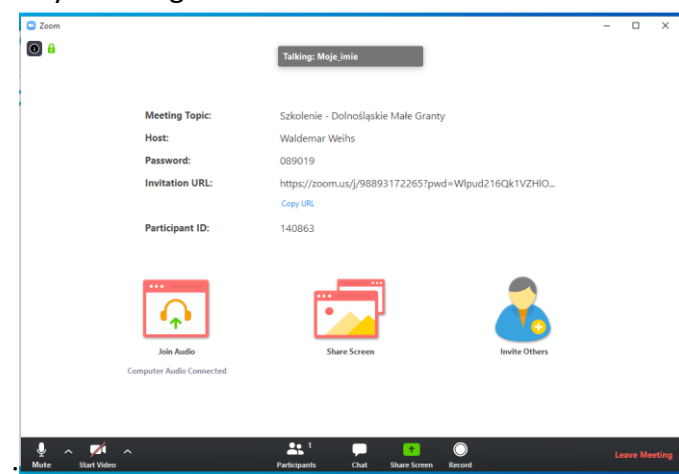 Zoom
Talking: Moje_imie
Meeting Topic: Szkolenie - Dolnośląskie Małe Granty
Host: Waldemar Weihs
Password: 089019
Invitation URL: https://zoom.us/j/98893172265?pwd=Wlpud216Qk1VZHlO...
Copy URL
Participant ID: 140863
Join Audio Share Screen Invite Others
Computer Audio Connected
1
Mute Start Video Participants Chat Share Screen Record Leave Meeting